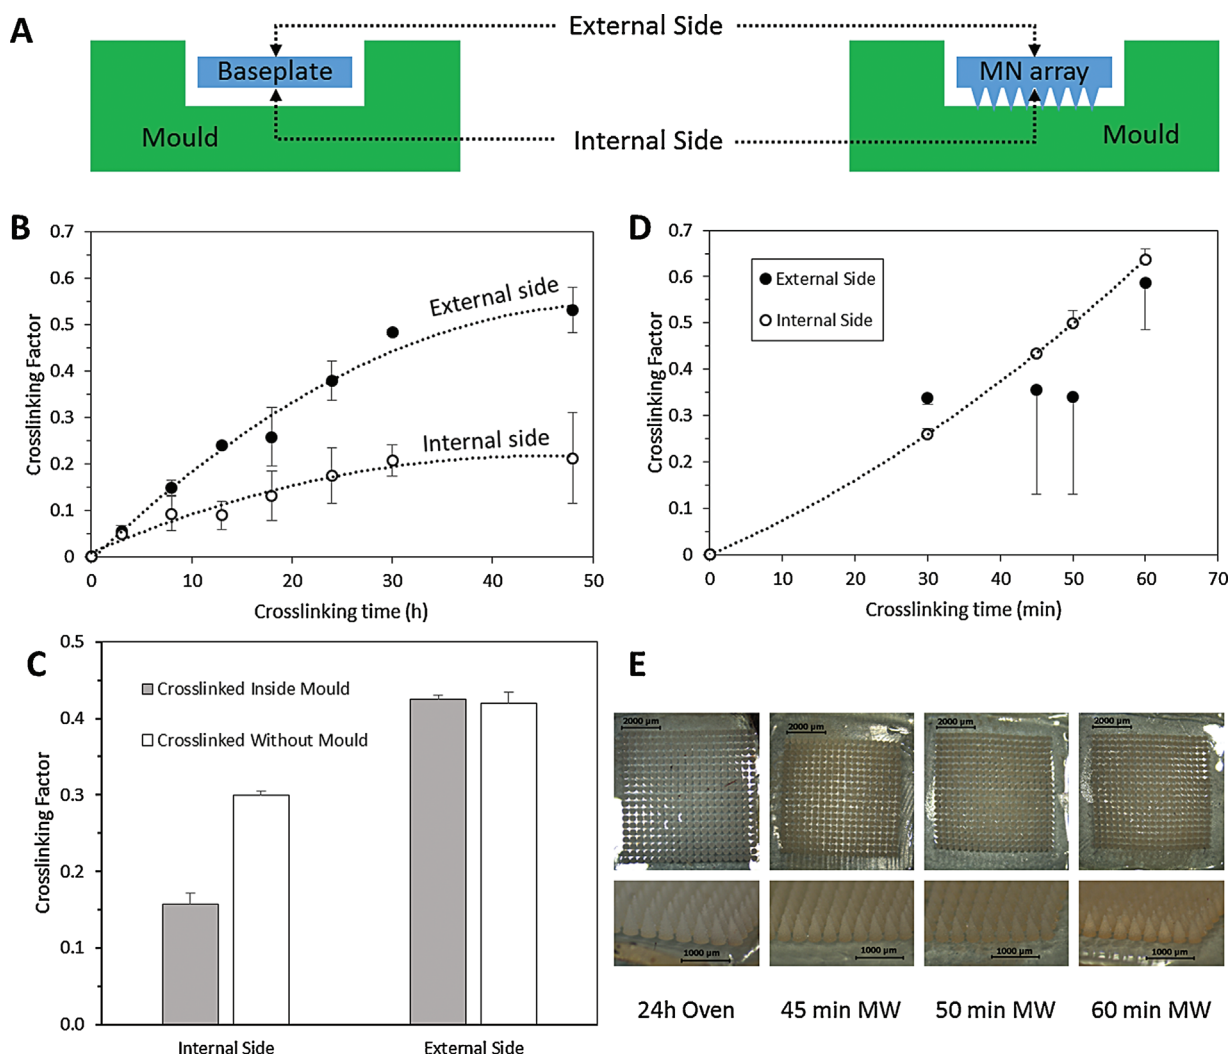 A
External Side
Baseplate
MN array
Mould
Internal Side
Mould
B
0.7
0.6
0.5
0.4
0.3
0.2
0.1
0
Crosslinking Factor
External side
Internal side
0 10 20 30 40 50
Crosslinking time (h)
D
0.7
0.6
0.5
0.4
0.3
0.2
0.1
0
Crosslinking Factor
External Side
Internal Side
0 10 20 30 40 50 60 70
Crosslinking time (min)
C
0.5
0.4
0.3
0.2
0.1
0.0
Crosslinking Factor
Crosslinked Inside Mould
Crosslinked Without Mould
Internal Side External Side
E
2000 µm 2000 µm 2000 µm 2000 µm
1000 µm 1000 µm 1000 µm 1000 µm
24h Oven 45 min MW 50 min MW 60 min MW